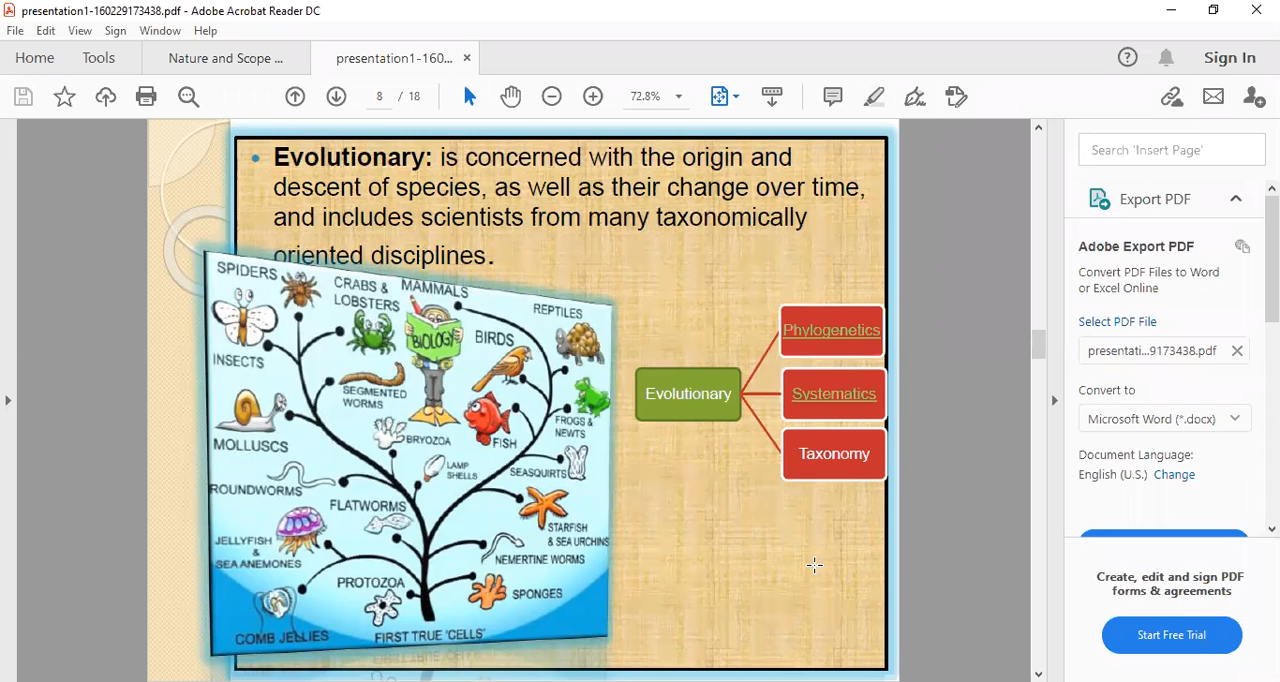 presentation1-160229173438.pdf - Adobe Acrobat Reader DC
File Edit View Sign Window Help
Home Tools Nature and Scope ... presentation1-160... × Sign In
8 / 18 72.8%
Search 'Insert Page'
Export PDF
Adobe Export PDF
Convert PDF Files to Word
or Excel Online
Select PDF File
presentati...9173438.pdf
Convert to
Microsoft Word (*.docx)
Document Language:
English (U.S.) Change
Create, edit and sign PDF
forms & agreements
Start Free Trial
• Evolutionary: is concerned with the origin and
descent of species, as well as their change over time,
and includes scientists from many taxonomically
oriented disciplines.
SPIDERS
CRABS &
LOBSTERS
MAMMALS
REPTILES
BIOLOGY
BIRDS
INSECTS
SEGMENTED
WORMS
MOLLUSCS
BRYOZOA
FISH
FROGS &
NEWTS
LAMP
SHELLS
SEASQUIRTS
ROUNDWORMS
FLATWORMS
STARFISH
& SEA URCHINS
JELLYFISH
&
SEA ANEMONES
NEMERTINE WORMS
PROTOZOA
SPONGES
COMB JELLIES
FIRST TRUE 'CELLS'
Evolutionary
Phylogenetics
Systematics
Taxonomy